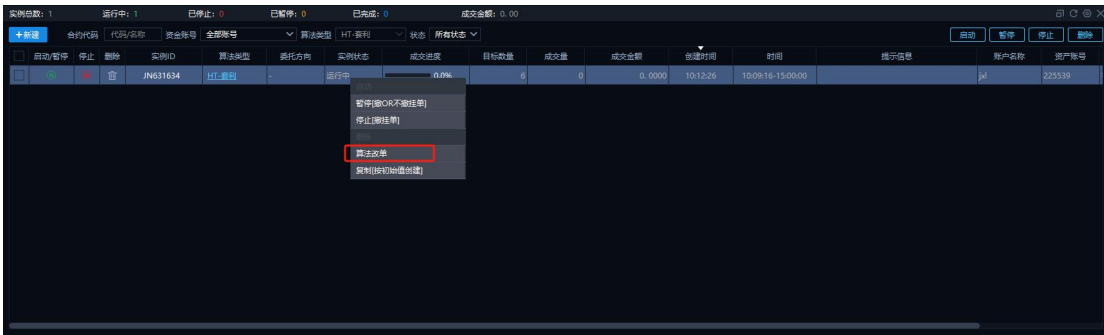 实例总数: 1 运行中: 1 已停止: 0 已暂停: 0 已完成: 0 成交金额: 0.00
+新建 合约代码 代码/名称 资金账号 全部账号 算法类型 HT-套利 状态 所有状态 启动 暂停 停止 删除
启动/暂停 停止 删除 实例ID 算法类型 委托方向 实例状态 成交进度 目标数量 成交量 成交金额 创建时间 时间 提示信息 账户名称 资产账号
JN631634 HT-套利 - 运行中 0.0% 6 0 0.0000 10:12:26 10:09:16-15:00:00 jxl 225539
启动
暂停[撤OR不撤挂单]
停止[撤挂单]
删除
算法改单
复制[按初始值创建]